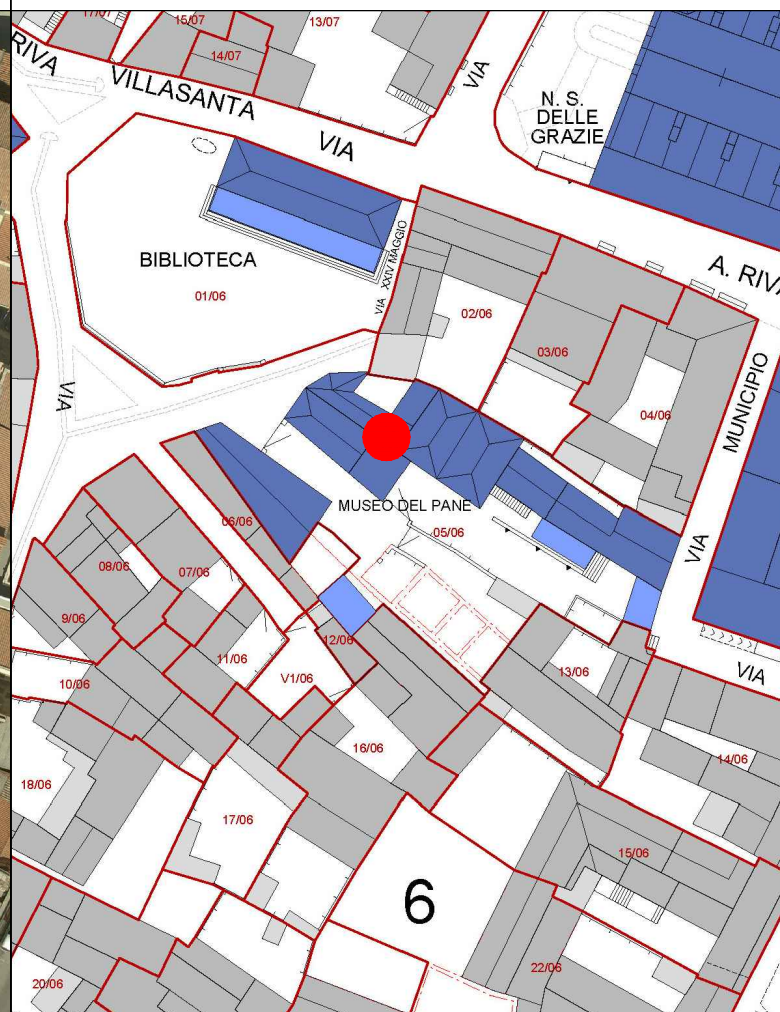 17/07
15/07
13/07
14/07
RIVA
VILLASANTA
VIA
VIA
N. S.
DELLE
GRAZIE
BIBLIOTECA
01/06
VIA XXIV MAGGIO
A. RIVA
02/06
03/06
04/06
VIA
MUNICIPIO
VIA
MUSEO DEL PANE
05/06
06/06
08/06
07/06
9/06
12/06
11/06
10/06
V1/06
13/06
VIA
16/06
14/06
18/06
17/06
15/06
6
22/06
20/06